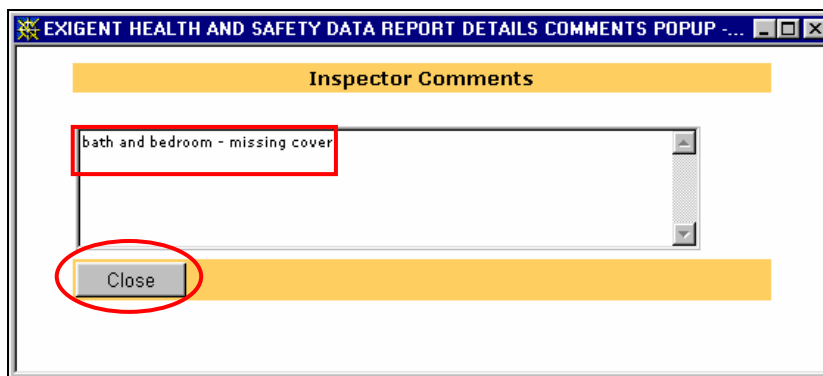 EXIGENT HEALTH AND SAFETY DATA REPORT DETAILS COMMENTS POPUP -...
Inspector Comments
bath and bedroom - missing cover
Close